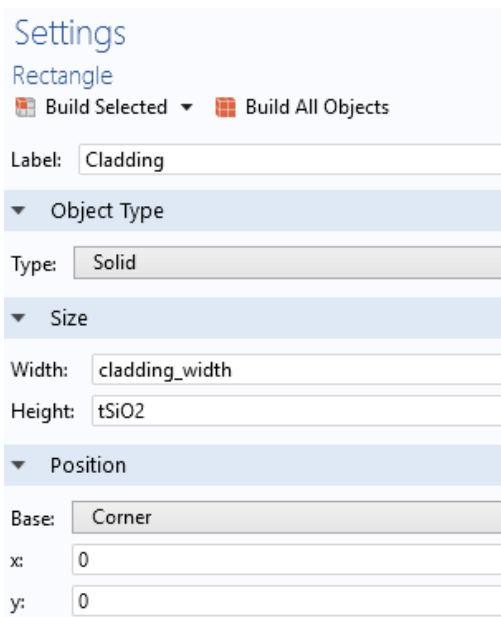 Settings
Rectangle
Build Selected Build All Objects
Label: Cladding
Object Type
Type: Solid
Size
Width: cladding_width
Height: tSiO2
Position
Base: Corner
x: 0
y: 0